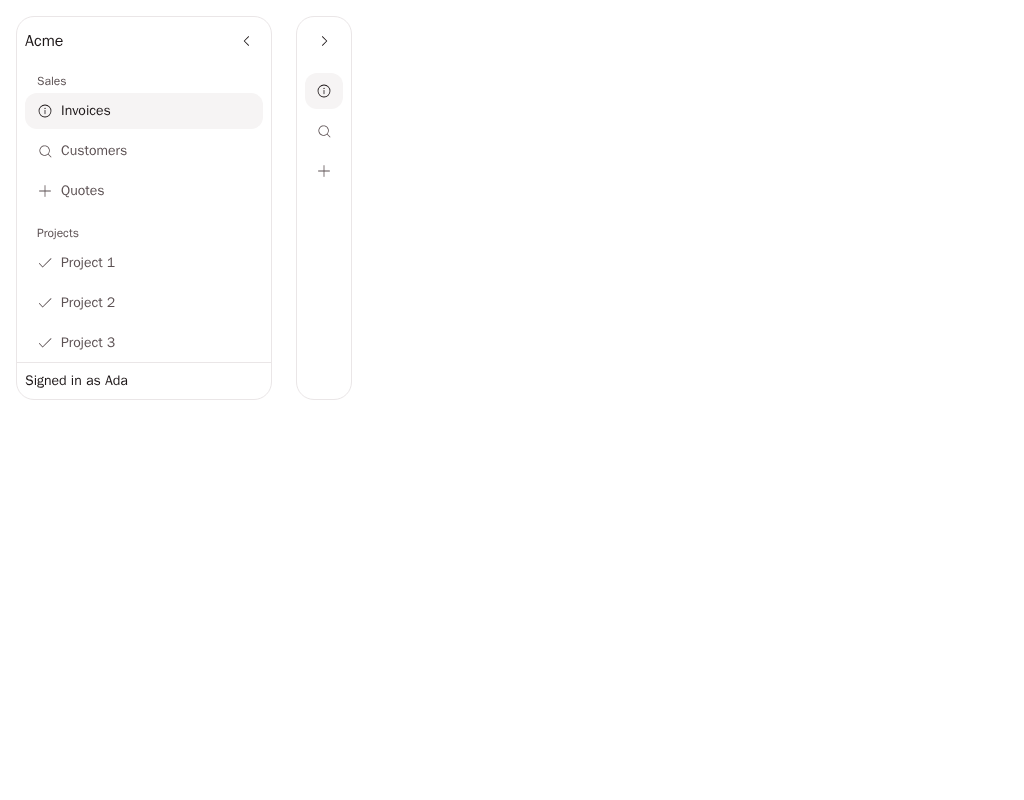 Acme
Sales
Invoices
Customers
Quotes
Projects
Project 1
Project 2
Project 3
Signed in as Ada